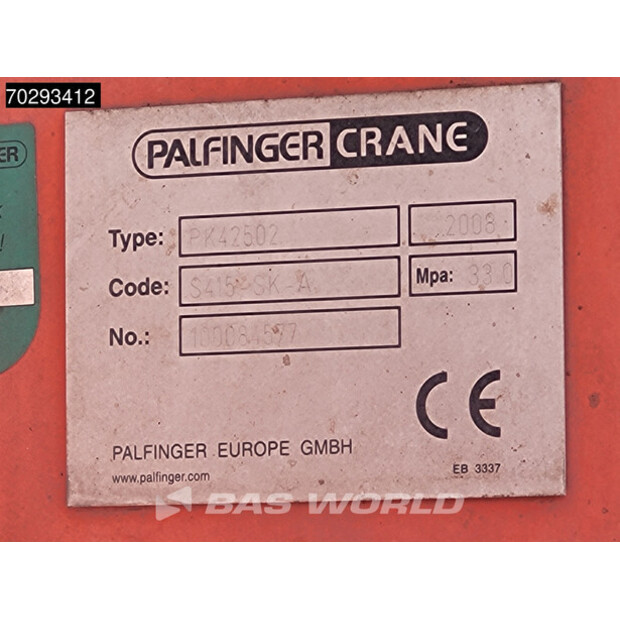 70293412
ER
PALFINGER CRANE
Type: PK42502 2008
Code: S415-SK-A Mpa: 33.0
No.: 100084577
CE
PALFINGER EUROPE GMBH
www.palfinger.com
EB 3337
BAS WORLD